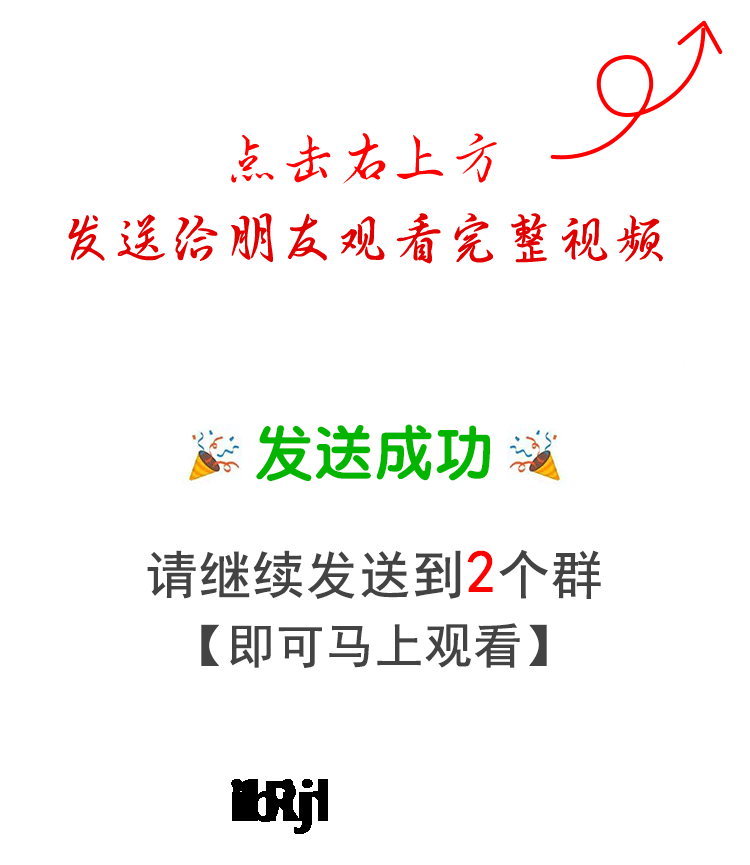 点击右上方
发送给朋友观看完整视频
发送成功
请继续发送到2个群
【即可马上观看】